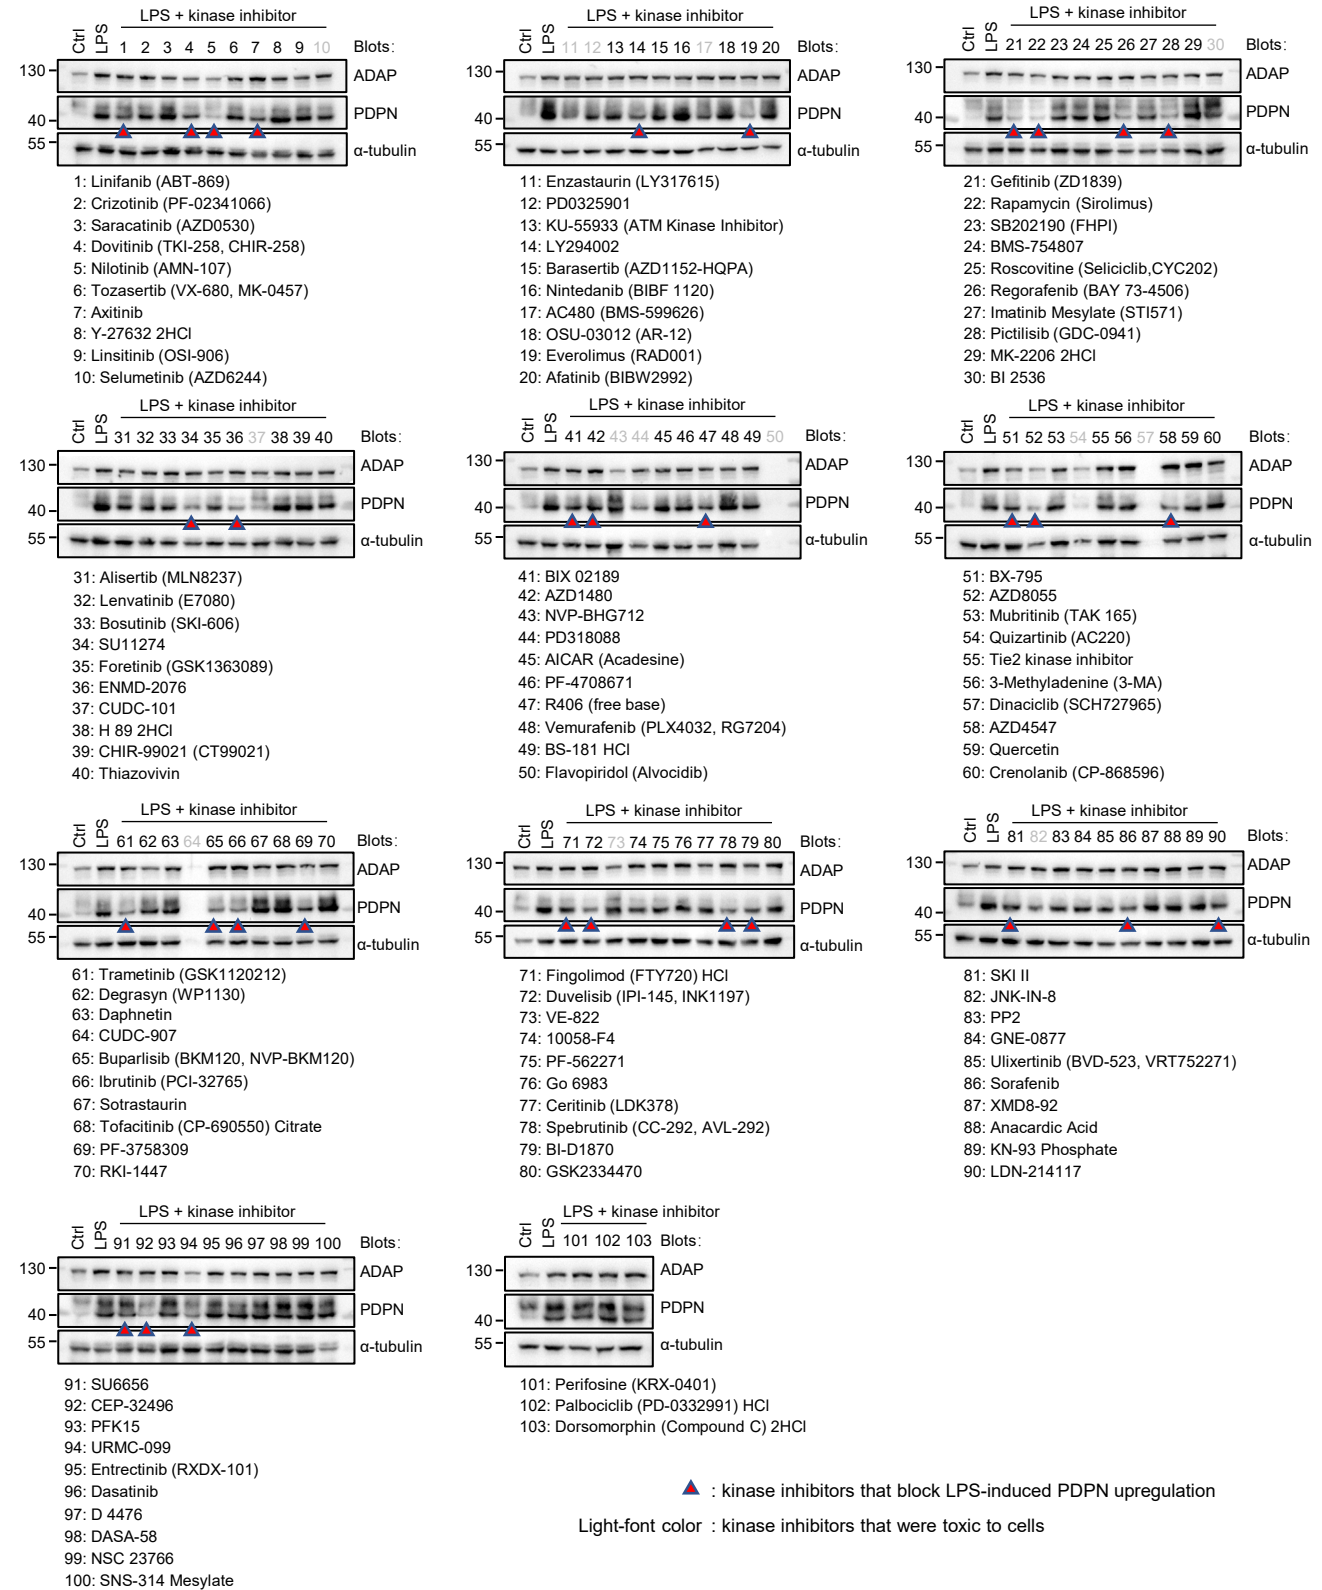 LPS + kinase inhibitor
Ctrl LPS 1 2 3 4 5 6 7 8 9 10 Blots:
130 ADAP
40 PDPN
55 α-tubulin
1: Linifanib (ABT-869)
2: Crizotinib (PF-02341066)
3: Saracatinib (AZD0530)
4: Dovitinib (TKI-258, CHIR-258)
5: Nilotinib (AMN-107)
6: Tozasertib (VX-680, MK-0457)
7: Axitinib
8: Y-27632 2HCl
9: Linsitinib (OSI-906)
10: Selumetinib (AZD6244)
LPS + kinase inhibitor
Ctrl LPS 11 12 13 14 15 16 17 18 19 20 Blots:
130 ADAP
40 PDPN
55 α-tubulin
11: Enzastaurin (LY317615)
12: PD0325901
13: KU-55933 (ATM Kinase Inhibitor)
14: LY294002
15: Barasertib (AZD1152-HQPA)
16: Nintedanib (BIBF 1120)
17: AC480 (BMS-599626)
18: OSU-03012 (AR-12)
19: Everolimus (RAD001)
20: Afatinib (BIBW2992)
LPS + kinase inhibitor
Ctrl LPS 21 22 23 24 25 26 27 28 29 30 Blots:
130 ADAP
40 PDPN
55 α-tubulin
21: Gefitinib (ZD1839)
22: Rapamycin (Sirolimus)
23: SB202190 (FHPI)
24: BMS-754807
25: Roscovitine (Seliciclib,CYC202)
26: Regorafenib (BAY 73-4506)
27: Imatinib Mesylate (STI571)
28: Pictilisib (GDC-0941)
29: MK-2206 2HCl
30: BI 2536
LPS + kinase inhibitor
Ctrl LPS 31 32 33 34 35 36 37 38 39 40 Blots:
130 ADAP
40 PDPN
55 α-tubulin
31: Alisertib (MLN8237)
32: Lenvatinib (E7080)
33: Bosutinib (SKI-606)
34: SU11274
35: Foretinib (GSK1363089)
36: ENMD-2076
37: CUDC-101
38: H 89 2HCl
39: CHIR-99021 (CT99021)
40: Thiazovivin
LPS + kinase inhibitor
Ctrl LPS 41 42 43 44 45 46 47 48 49 50 Blots:
130 ADAP
40 PDPN
55 α-tubulin
41: BIX 02189
42: AZD1480
43: NVP-BHG712
44: PD318088
45: AICAR (Acadesine)
46: PF-4708671
47: R406 (free base)
48: Vemurafenib (PLX4032, RG7204)
49: BS-181 HCl
50: Flavopiridol (Alvocidib)
LPS + kinase inhibitor
Ctrl LPS 51 52 53 54 55 56 57 58 59 60 Blots:
130 ADAP
40 PDPN
55 α-tubulin
51: BX-795
52: AZD8055
53: Mubritinib (TAK 165)
54: Quizartinib (AC220)
55: Tie2 kinase inhibitor
56: 3-Methyladenine (3-MA)
57: Dinaciclib (SCH727965)
58: AZD4547
59: Quercetin
60: Crenolanib (CP-868596)
LPS + kinase inhibitor
Ctrl LPS 61 62 63 64 65 66 67 68 69 70 Blots:
130 ADAP
40 PDPN
55 α-tubulin
61: Trametinib (GSK1120212)
62: Degrasyn (WP1130)
63: Daphnetin
64: CUDC-907
65: Buparlisib (BKM120, NVP-BKM120)
66: Ibrutinib (PCI-32765)
67: Sotrastaurin
68: Tofacitinib (CP-690550) Citrate
69: PF-3758309
70: RKI-1447
LPS + kinase inhibitor
Ctrl LPS 71 72 73 74 75 76 77 78 79 80 Blots:
130 ADAP
40 PDPN
55 α-tubulin
71: Fingolimod (FTY720) HCl
72: Duvelisib (IPI-145, INK1197)
73: VE-822
74: 10058-F4
75: PF-562271
76: Go 6983
77: Ceritinib (LDK378)
78: Spebrutinib (CC-292, AVL-292)
79: BI-D1870
80: GSK2334470
LPS + kinase inhibitor
Ctrl LPS 81 82 83 84 85 86 87 88 89 90 Blots:
130 ADAP
40 PDPN
55 α-tubulin
81: SKI II
82: JNK-IN-8
83: PP2
84: GNE-0877
85: Ulixertinib (BVD-523, VRT752271)
86: Sorafenib
87: XMD8-92
88: Anacardic Acid
89: KN-93 Phosphate
90: LDN-214117
LPS + kinase inhibitor
Ctrl LPS 91 92 93 94 95 96 97 98 99 100 Blots:
130 ADAP
40 PDPN
55 α-tubulin
91: SU6656
92: CEP-32496
93: PFK15
94: URMC-099
95: Entrectinib (RXDX-101)
96: Dasatinib
97: D 4476
98: DASA-58
99: NSC 23766
100: SNS-314 Mesylate
LPS + kinase inhibitor
Ctrl LPS 101 102 103 Blots:
130 ADAP
40 PDPN
55 α-tubulin
101: Perifosine (KRX-0401)
102: Palbociclib (PD-0332991) HCl
103: Dorsomorphin (Compound C) 2HCl
: kinase inhibitors that block LPS-induced PDPN upregulation
Light-font color : kinase inhibitors that were toxic to cells